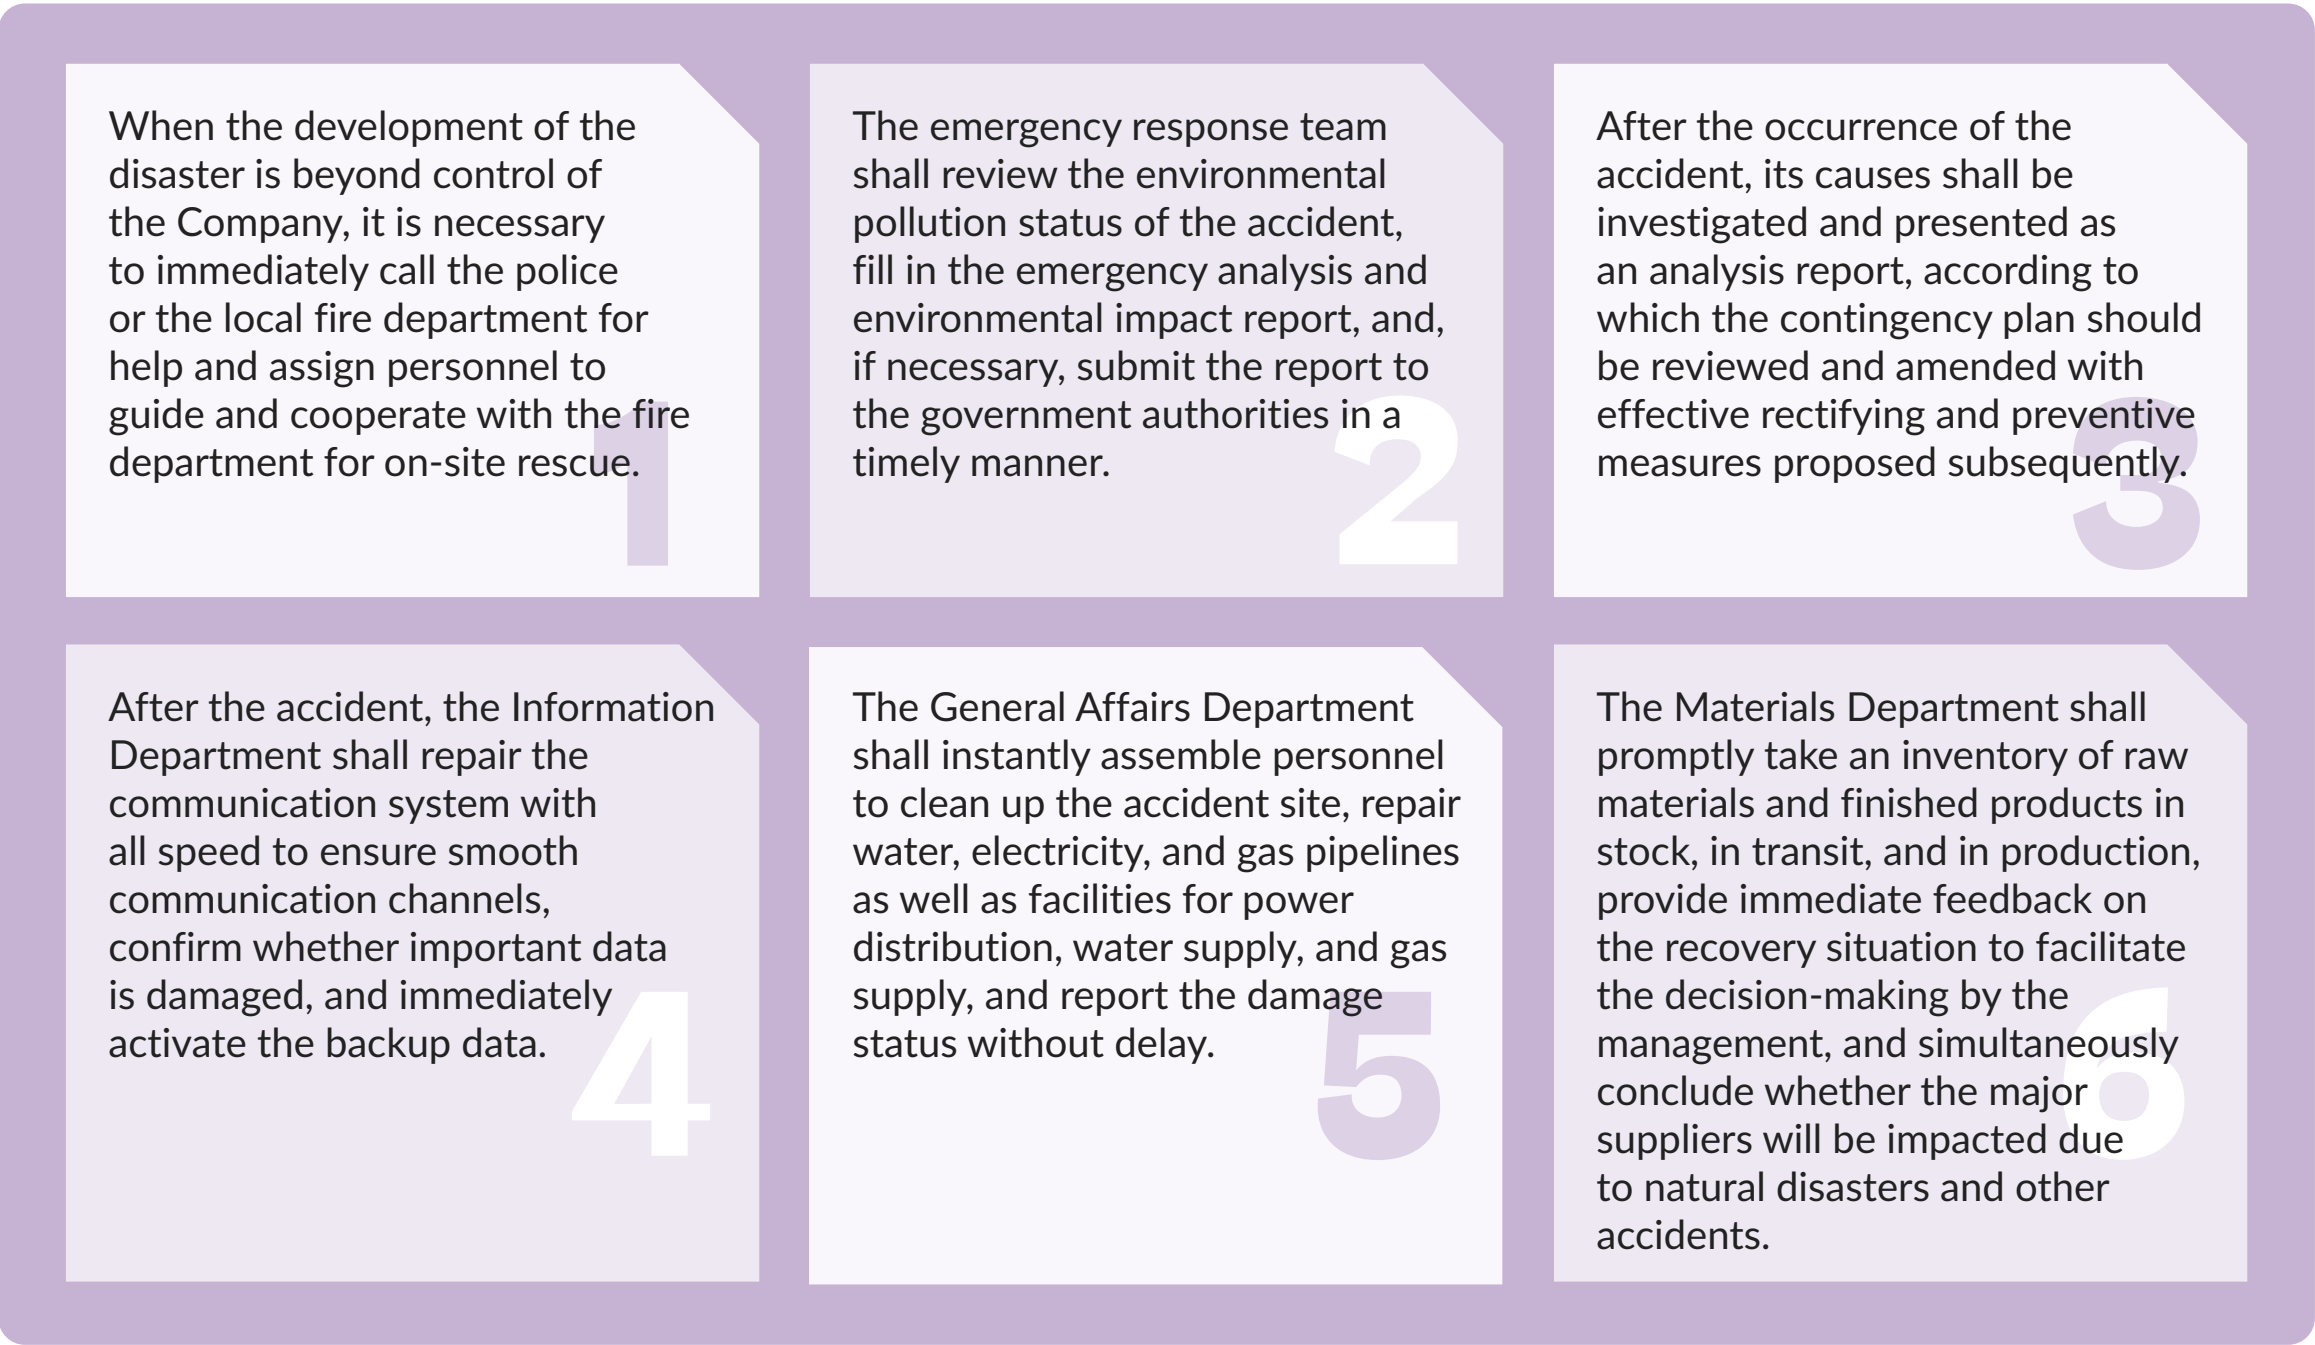 When the development of the
disaster is beyond control of
the Company, it is necessary
to immediately call the police
or the local fire department for
help and assign personnel to
guide and cooperate with the fire
department for on-site rescue.
1
The emergency response team
shall review the environmental
pollution status of the accident,
fill in the emergency analysis and
environmental impact report, and,
if necessary, submit the report to
the government authorities in a
timely manner.
2
After the occurrence of the
accident, its causes shall be
investigated and presented as
an analysis report, according to
which the contingency plan should
be reviewed and amended with
effective rectifying and preventive
measures proposed subsequently.
3
After the accident, the Information
Department shall repair the
communication system with
all speed to ensure smooth
communication channels,
confirm whether important data
is damaged, and immediately
activate the backup data.
4
The General Affairs Department
shall instantly assemble personnel
to clean up the accident site, repair
water, electricity, and gas pipelines
as well as facilities for power
distribution, water supply, and gas
supply, and report the damage
status without delay.
5
The Materials Department shall
promptly take an inventory of raw
materials and finished products in
stock, in transit, and in production,
provide immediate feedback on
the recovery situation to facilitate
the decision-making by the
management, and simultaneously
conclude whether the major
suppliers will be impacted due
to natural disasters and other
accidents.
6